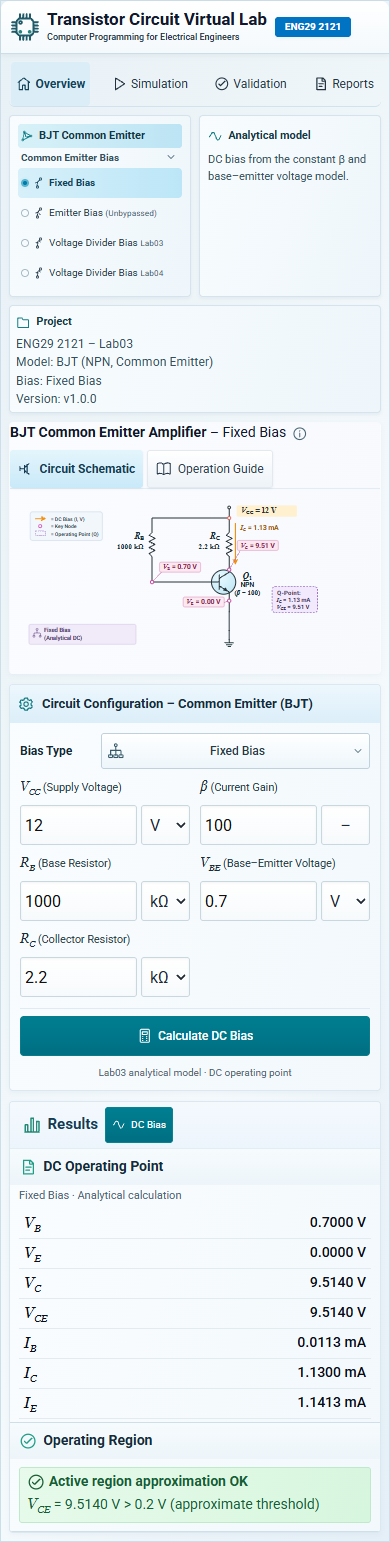 Transistor Circuit Virtual Lab
ENG29 2121
Computer Programming for Electrical Engineers
Overview
Simulation
Validation
Reports
BJT Common Emitter
Common Emitter Bias
Fixed Bias
Emitter Bias (Unbypassed)
Voltage Divider Bias Lab03
Voltage Divider Bias Lab04
Analytical model
DC bias from the constant β and
base–emitter voltage model.
Project
ENG29 2121 – Lab03
Model: BJT (NPN, Common Emitter)
Bias: Fixed Bias
Version: v1.0.0
BJT Common Emitter Amplifier – Fixed Bias
Circuit Schematic
Operation Guide
= DC Bias (I, V)
= Key Node
= Operating Point (Q)
VCC = 12 V
IC = 1.13 mA
RB
1000 kΩ
RC
2.2 kΩ
VC = 9.51 V
VB = 0.70 V
Q1
NPN
(β = 100)
VE = 0.00 V
Q-Point:
IC = 1.13 mA
VCE = 9.51 V
Fixed Bias
(Analytical DC)
Circuit Configuration – Common Emitter (BJT)
Bias Type
Fixed Bias
VCC (Supply Voltage)
β (Current Gain)
12
V
100
–
RB (Base Resistor)
VBE (Base–Emitter Voltage)
1000
kΩ
0.7
V
RC (Collector Resistor)
2.2
kΩ
Calculate DC Bias
Lab03 analytical model · DC operating point
Results
DC Bias
DC Operating Point
Fixed Bias · Analytical calculation
VB 0.7000 V
VE 0.0000 V
VC 9.5140 V
VCE 9.5140 V
IB 0.0113 mA
IC 1.1300 mA
IE 1.1413 mA
Operating Region
Active region approximation OK
VCE = 9.5140 V > 0.2 V (approximate threshold)